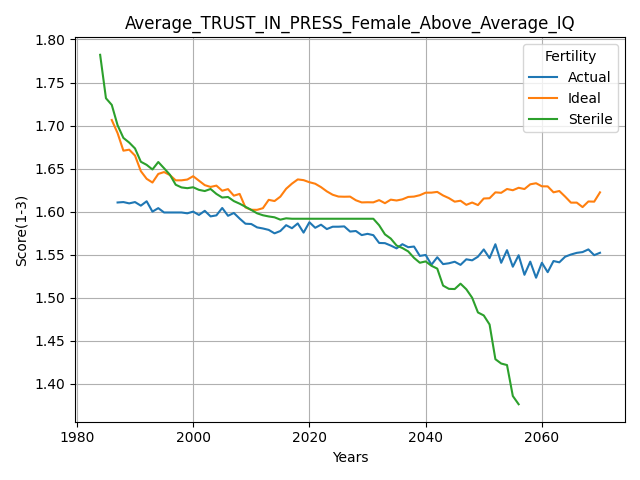 Average_TRUST_IN_PRESS_Female_Above_Average_IQ
Score(1-3)
1.80
1.75
1.70
1.65
1.60
1.55
1.50
1.45
1.40
Fertility
Actual
Ideal
Sterile
1980
2000
2020
2040
2060
Years